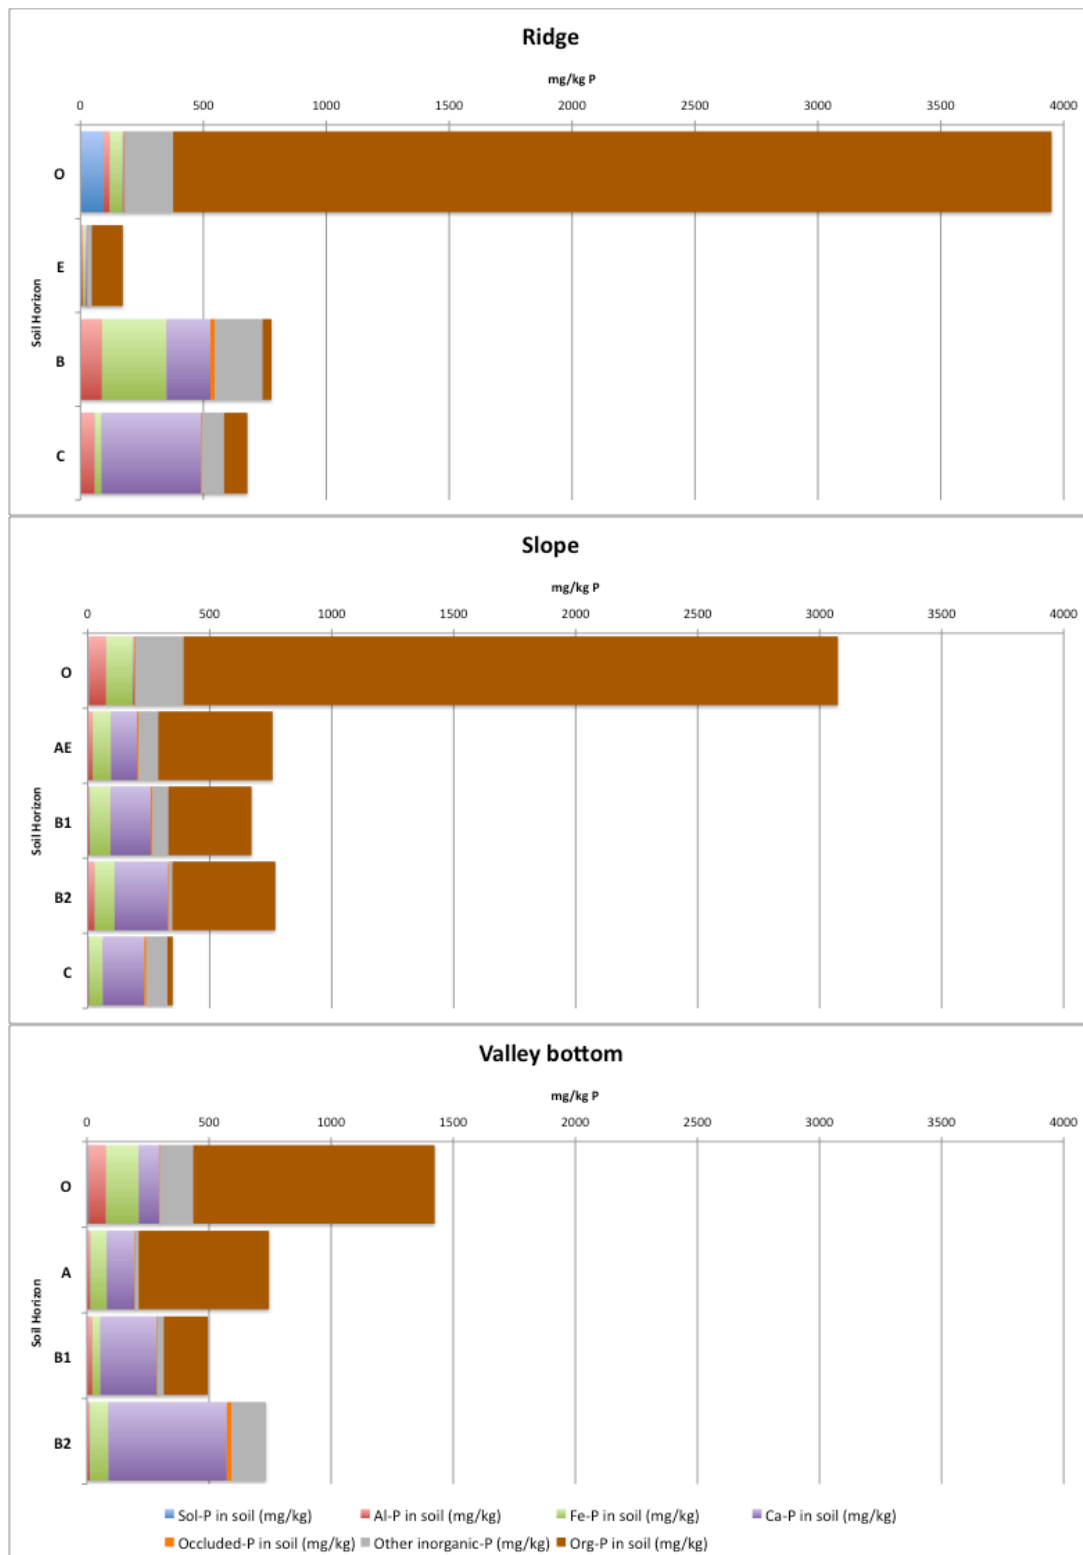 Ridge
mg/kg P
0 500 1000 1500 2000 2500 3000 3500 4000
Soil Horizon
O
E
B
C
Slope
mg/kg P
0 500 1000 1500 2000 2500 3000 3500 4000
Soil Horizon
O
AE
B1
B2
C
Valley bottom
mg/kg P
0 500 1000 1500 2000 2500 3000 3500 4000
Soil Horizon
O
A
B1
B2
Sol-P in soil (mg/kg) Al-P in soil (mg/kg) Fe-P in soil (mg/kg) Ca-P in soil (mg/kg)
Occluded-P in soil (mg/kg) Other inorganic-P (mg/kg) Org-P in soil (mg/kg)